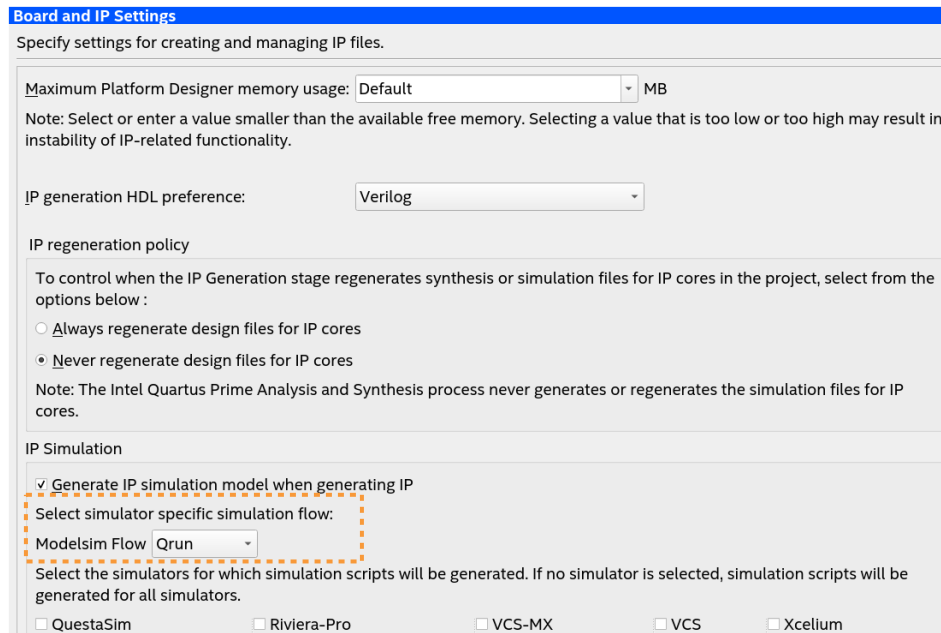 Board and IP Settings
Specify settings for creating and managing IP files.
Maximum Platform Designer memory usage: Default MB
Note: Select or enter a value smaller than the available free memory. Selecting a value that is too low or too high may result in
instability of IP-related functionality.
IP generation HDL preference: Verilog
IP regeneration policy
To control when the IP Generation stage regenerates synthesis or simulation files for IP cores in the project, select from the
options below :
Always regenerate design files for IP cores
Never regenerate design files for IP cores
Note: The Intel Quartus Prime Analysis and Synthesis process never generates or regenerates the simulation files for IP
cores.
IP Simulation
Generate IP simulation model when generating IP
Select simulator specific simulation flow:
Modelsim Flow Qrun
Select the simulators for which simulation scripts will be generated. If no simulator is selected, simulation scripts will be
generated for all simulators.
QuestaSim Riviera-Pro VCS-MX VCS Xcelium